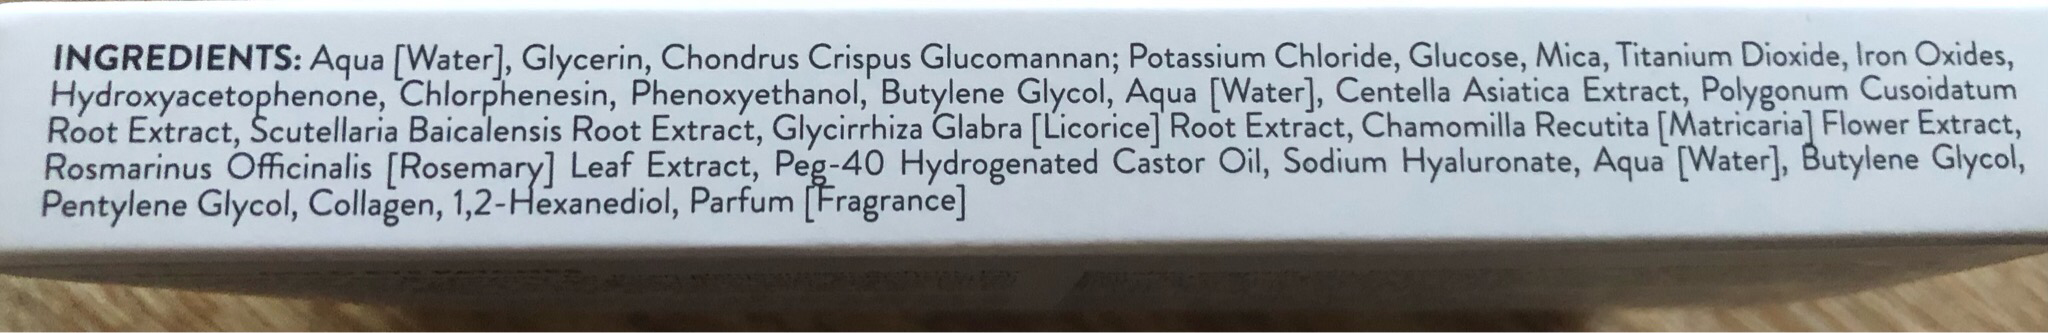 INGREDIENTS: Aqua [Water], Glycerin, Chondrus Crispus Glucomannan; Potassium Chloride, Glucose, Mica, Titanium Dioxide, Iron Oxides,
Hydroxyacetophenone, Chlorphenesin, Phenoxyethanol, Butylene Glycol, Aqua [Water], Centella Asiatica Extract, Polygonum Cusoidatum
Root Extract, Scutellaria Baicalensis Root Extract, Glycirrhiza Glabra [Licorice] Root Extract, Chamomilla Recutita [Matricaria] Flower Extract,
Rosmarinus Officinalis [Rosemary] Leaf Extract, Peg-40 Hydrogenated Castor Oil, Sodium Hyaluronate, Aqua [Water], Butylene Glycol,
Pentylene Glycol, Collagen, 1,2-Hexanediol, Parfum [Fragrance]